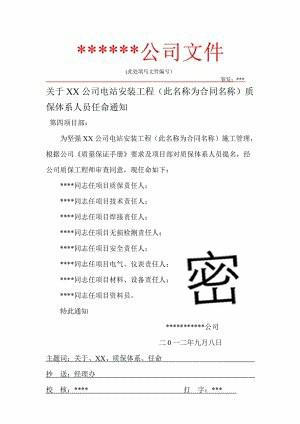 ******公司文件
(此处填写文件编号)
签发：***
关于 XX 公司电站安装工程（此名称为合同名称）质
保体系人员任命通知
第四项目部：
为坚强 XX 公司电站安装工程（此名称为合同名称）施工管理，
根据公司《质量保证手册》要求及项目部对质保体系人员提名，经
公司质保工程师审查同意，现任命如下：
****同志任项目质保责任人；
****同志任项目技术责任人；
****同志任项目焊接责任人；
****同志任项目无损检测责任人；
****同志任项目安全责任人；
****同志任项目电气、仪表责任人；
****同志任项目材料、设备责任人；
****同志任项目资料员。
特此通知
密
***********公司
二０一二年九月八日
主题词：关于、XX、质保体系、任命
抄 送：经理办
校 核：**** 打 字：***